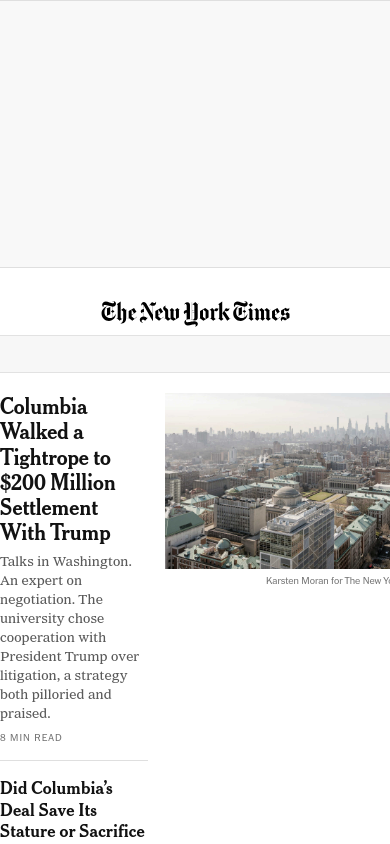 The New York Times
Columbia
Walked a
Tightrope to
$200 Million
Settlement
With Trump
Talks in Washington.
An expert on
negotiation. The
university chose
cooperation with
President Trump over
litigation, a strategy
both pilloried and
praised.
8 MIN READ
Karsten Moran for The New Yo
Did Columbia’s
Deal Save Its
Stature or Sacrifice